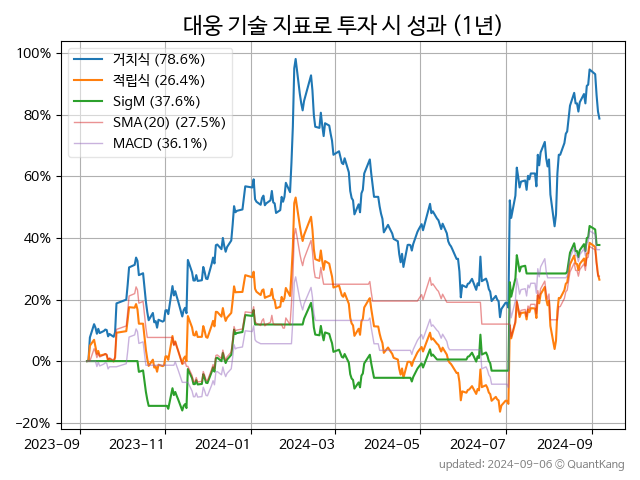 대웅 기술 지표로 투자 시 성과 (1년)
100%
80%
60%
40%
20%
0%
−20%
거치식 (78.6%)
적립식 (26.4%)
SigM (37.6%)
SMA(20) (27.5%)
MACD (36.1%)
2023-09
2023-11
2024-01
2024-03
2024-05
2024-07
2024-09
updated: 2024-09-06 © QuantKang